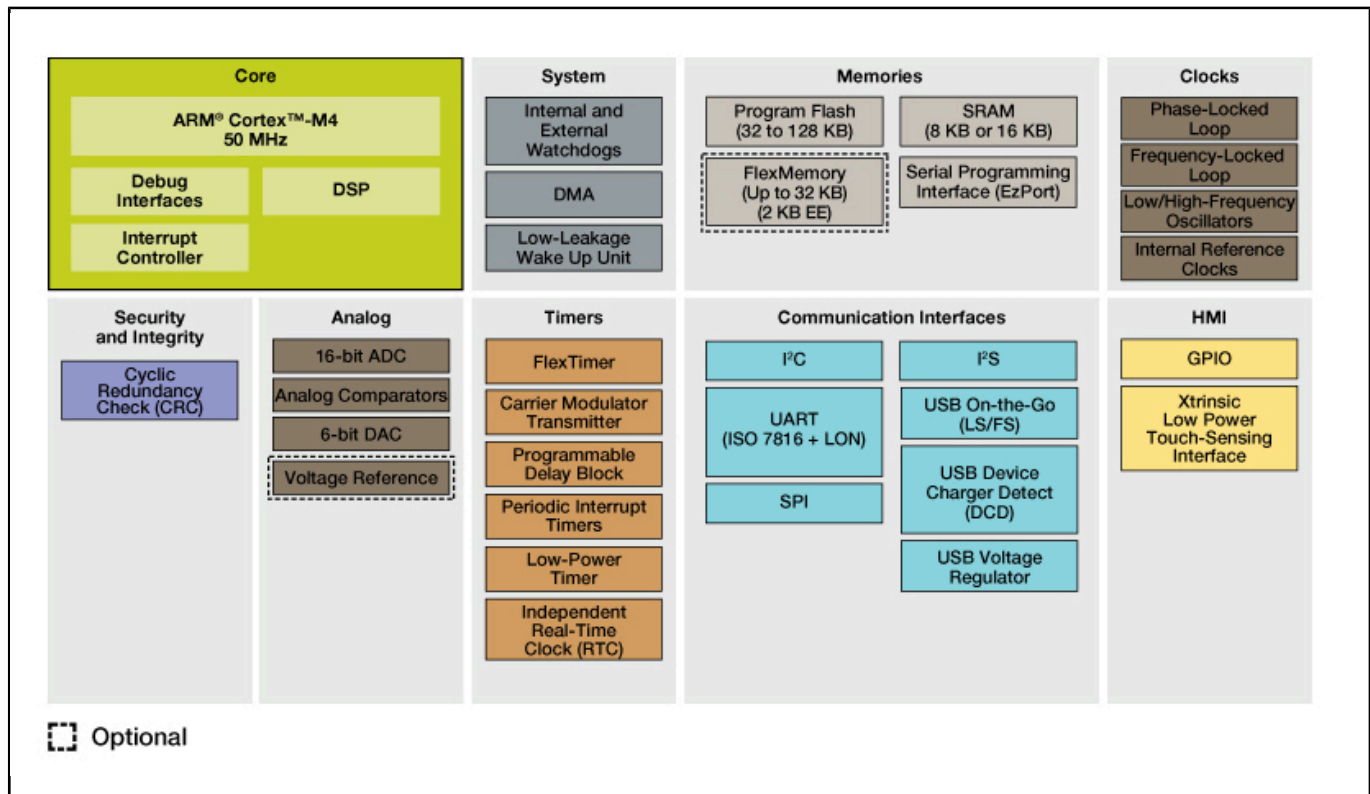 Core
ARM® Cortex™-M4
50 MHz
Debug
Interfaces
DSP
Interrupt
Controller
System
Internal and
External
Watchdogs
DMA
Low-Leakage
Wake Up Unit
Memories
Program Flash
(32 to 128 KB)
SRAM
(8 KB or 16 KB)
FlexMemory
(Up to 32 KB)
(2 KB EE)
Serial Programming
Interface (EzPort)
Clocks
Phase-Locked
Loop
Frequency-Locked
Loop
Low/High-Frequency
Oscillators
Internal Reference
Clocks
Security
and Integrity
Cyclic
Redundancy
Check (CRC)
Analog
16-bit ADC
Analog Comparators
6-bit DAC
Voltage Reference
Timers
FlexTimer
Carrier Modulator
Transmitter
Programmable
Delay Block
Periodic Interrupt
Timers
Low-Power
Timer
Independent
Real-Time
Clock (RTC)
Communication Interfaces
I²C
I²S
UART
(ISO 7816 + LON)
USB On-the-Go
(LS/FS)
SPI
USB Device
Charger Detect
(DCD)
USB Voltage
Regulator
HMI
GPIO
Xtrinsic
Low Power
Touch-Sensing
Interface
Optional